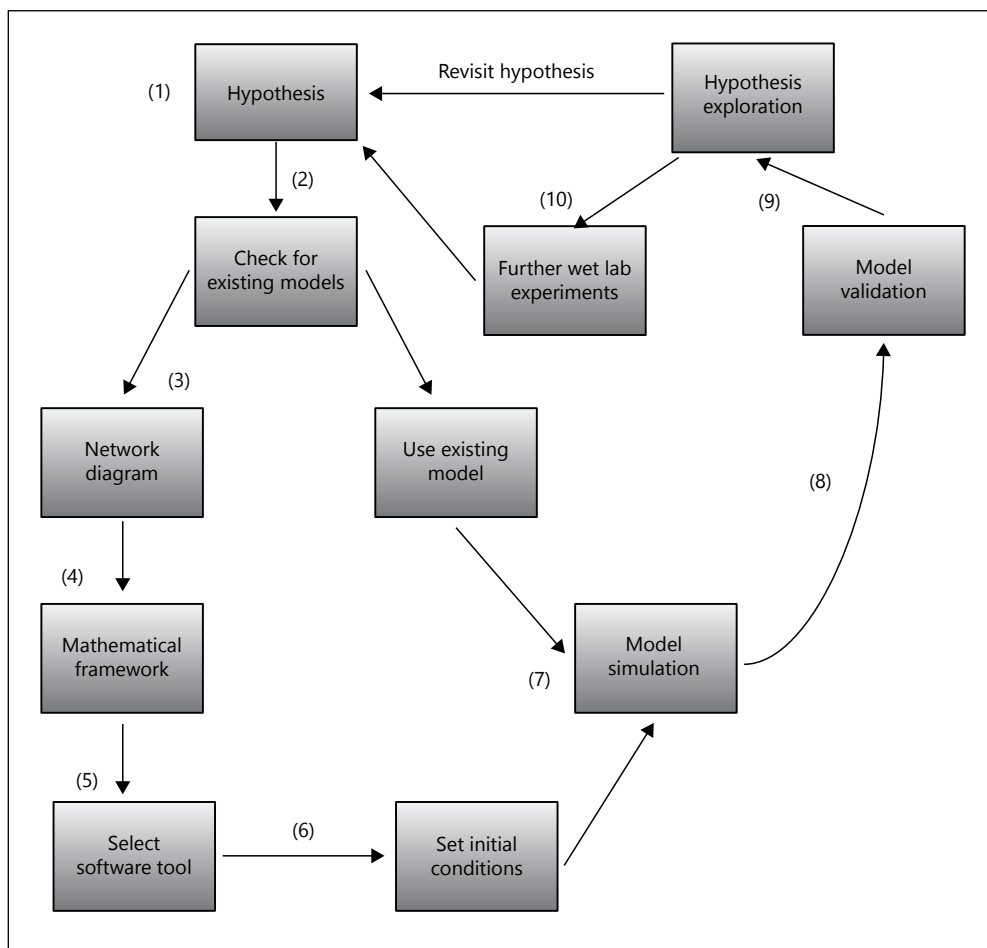 (1)
Hypothesis
Revisit hypothesis
Hypothesis
exploration
(2)
(10)
(9)
Check for
existing models
Further wet lab
experiments
Model
validation
(3)
Network
diagram
Use existing
model
(8)
(4)
Mathematical
framework
(7)
Model
simulation
(5)
Select
software tool
(6)
Set initial
conditions